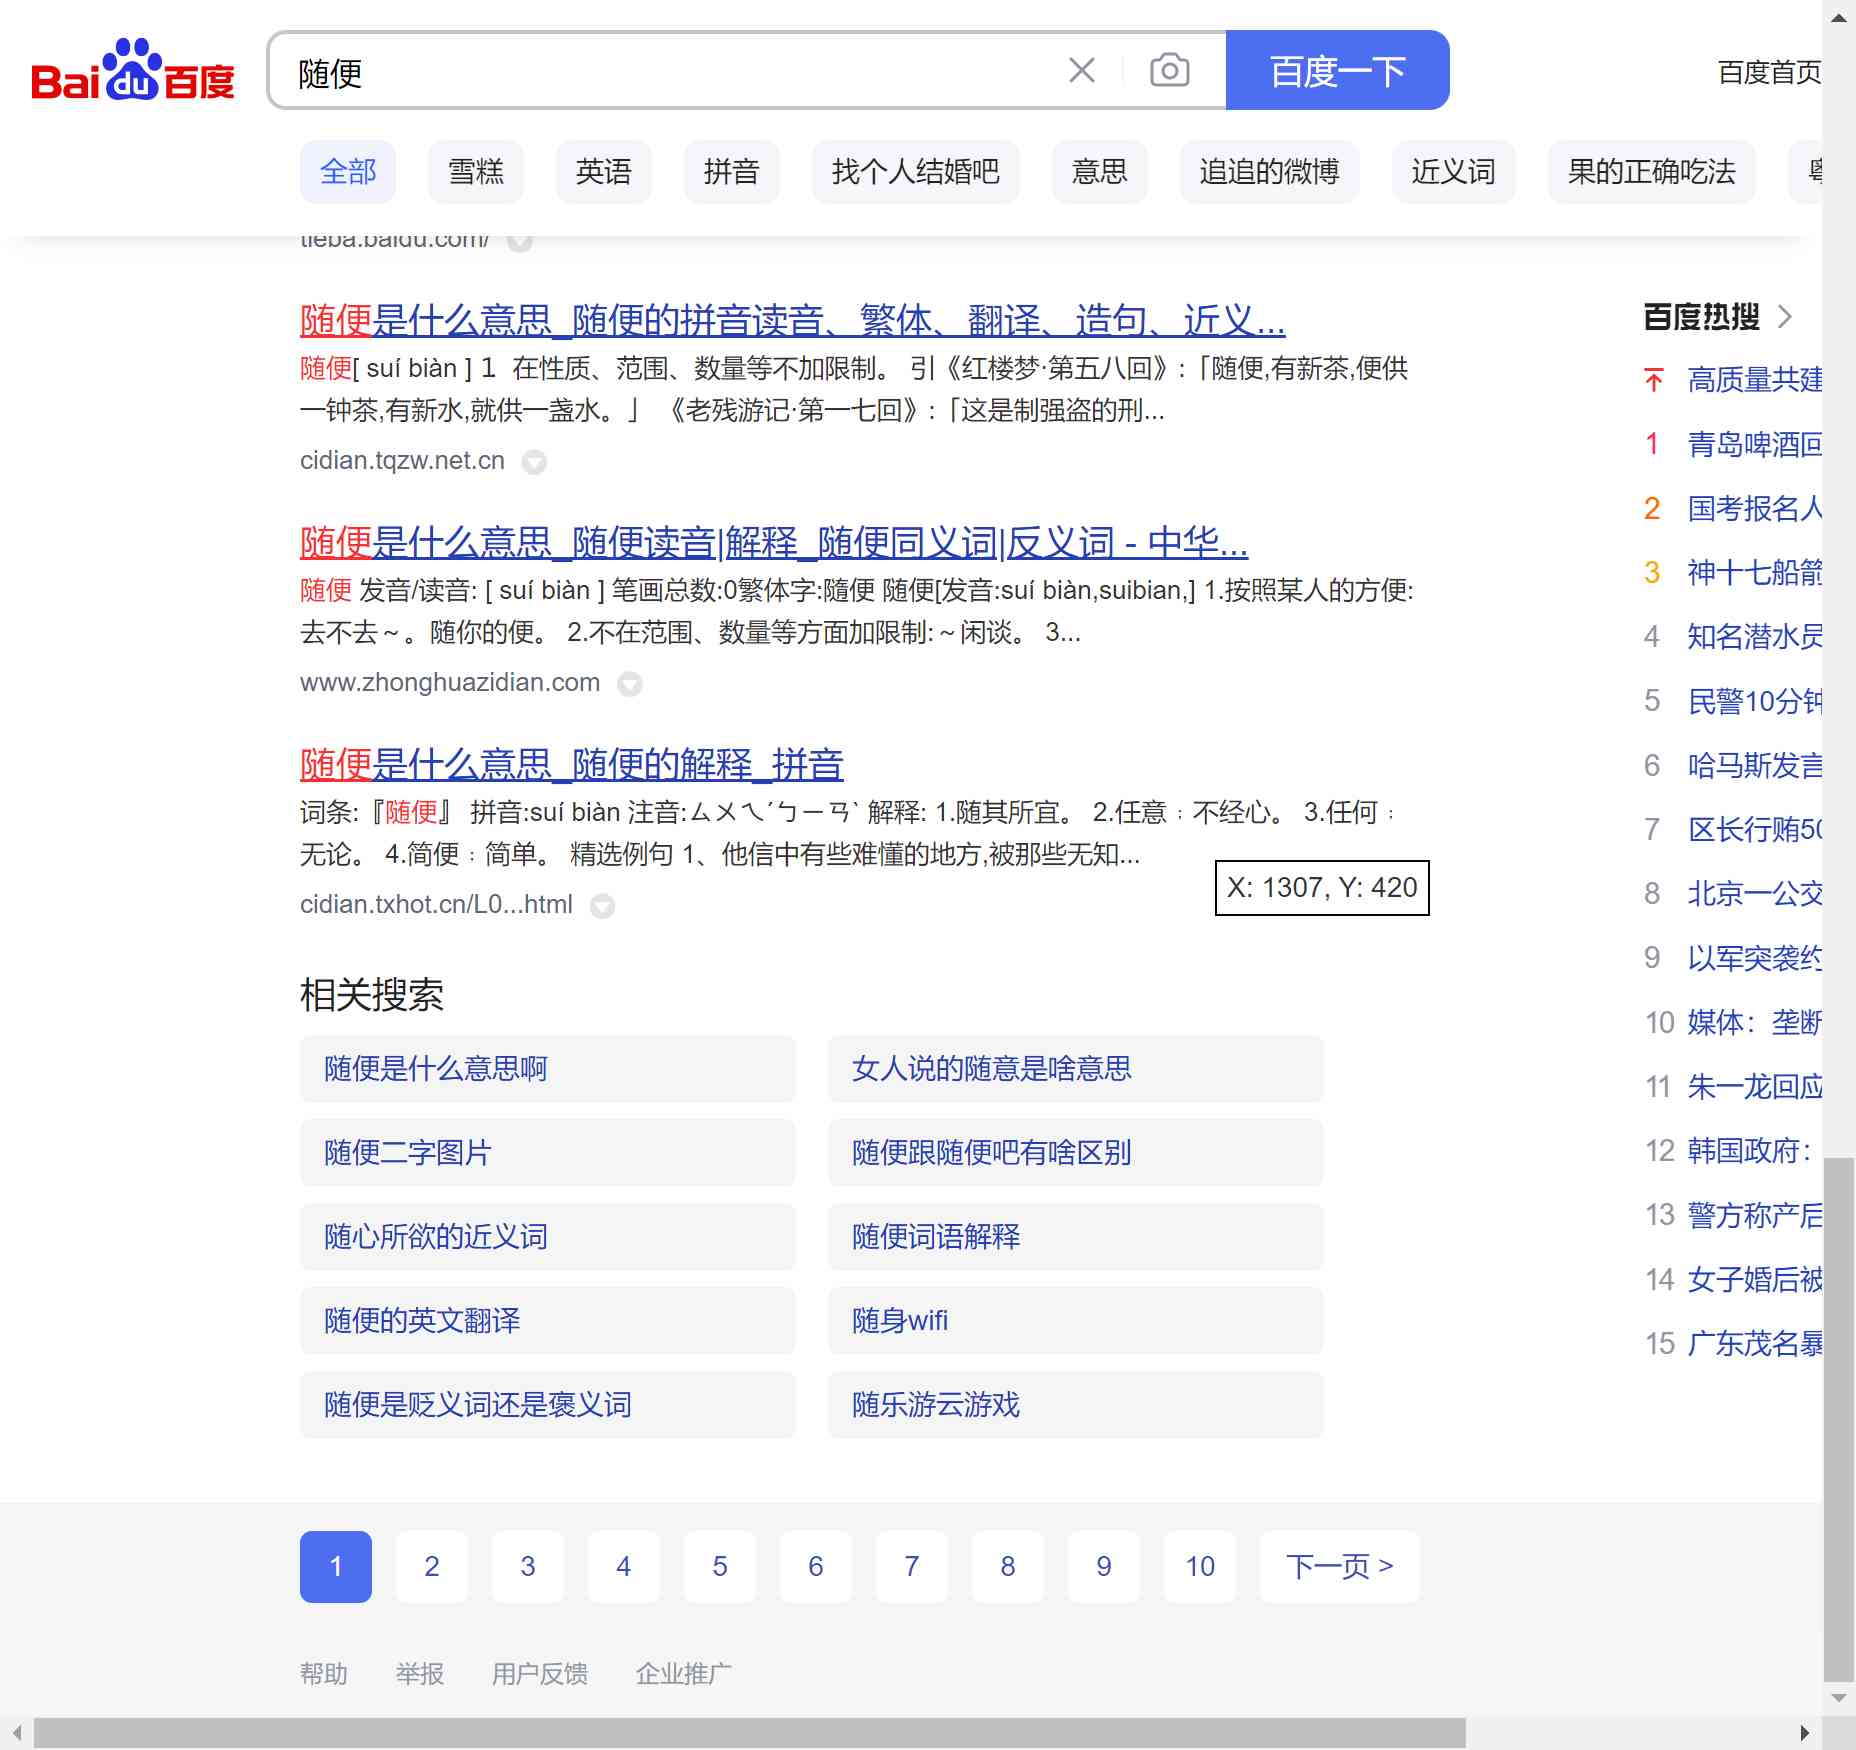 Baidu百度
随便
百度一下
百度首页
全部 雪糕 英语 拼音 找个人结婚吧 意思 追追的微博 近义词 果的正确吃法
tieba.baidu.com/
随便是什么意思_随便的拼音读音、繁体、翻译、造句、近义...
随便[ suí biàn ] 1 在性质、范围、数量等不加限制。 引《红楼梦·第五八回》:「随便,有新茶,便供
一钟茶,有新水,就供一盏水。」 《老残游记·第一七回》:「这是制强盗的刑...
cidian.tqzw.net.cn
随便是什么意思_随便读音|解释_随便同义词|反义词 - 中华...
随便 发音/读音: [ suí biàn ] 笔画总数:0繁体字:隨便 随便[发音:suí biàn,suibian,] 1.按照某人的方便:
去不去～。随你的便。 2.不在范围、数量等方面加限制:～闲谈。 3...
www.zhonghuazidian.com
随便是什么意思_随便的解释_拼音
词条:『随便』 拼音:suí biàn 注音:ㄙㄨㄟˊㄅㄧㄢˋ 解释: 1.随其所宜。 2.任意﹕不经心。 3.任何﹕
无论。 4.简便﹕简单。 精选例句 1、他信中有些难懂的地方,被那些无知...
cidian.txhot.cn/L0...html
X: 1307, Y: 420
相关搜索
随便是什么意思啊
女人说的随意是啥意思
随便二字图片
随便跟随便吧有啥区别
随心所欲的近义词
随便词语解释
随便的英文翻译
随身wifi
随便是贬义词还是褒义词
随乐游云游戏
百度热搜
高质量共建
1 青岛啤酒回
2 国考报名人
3 神十七船箭
4 知名潜水员
5 民警10分钟
6 哈马斯发言
7 区长行贿50
8 北京一公交
9 以军突袭约
10 媒体：垄断
11 朱一龙回应
12 韩国政府：
13 警方称产后
14 女子婚后被
15 广东茂名暴
1 2 3 4 5 6 7 8 9 10 下一页 >
帮助 举报 用户反馈 企业推广